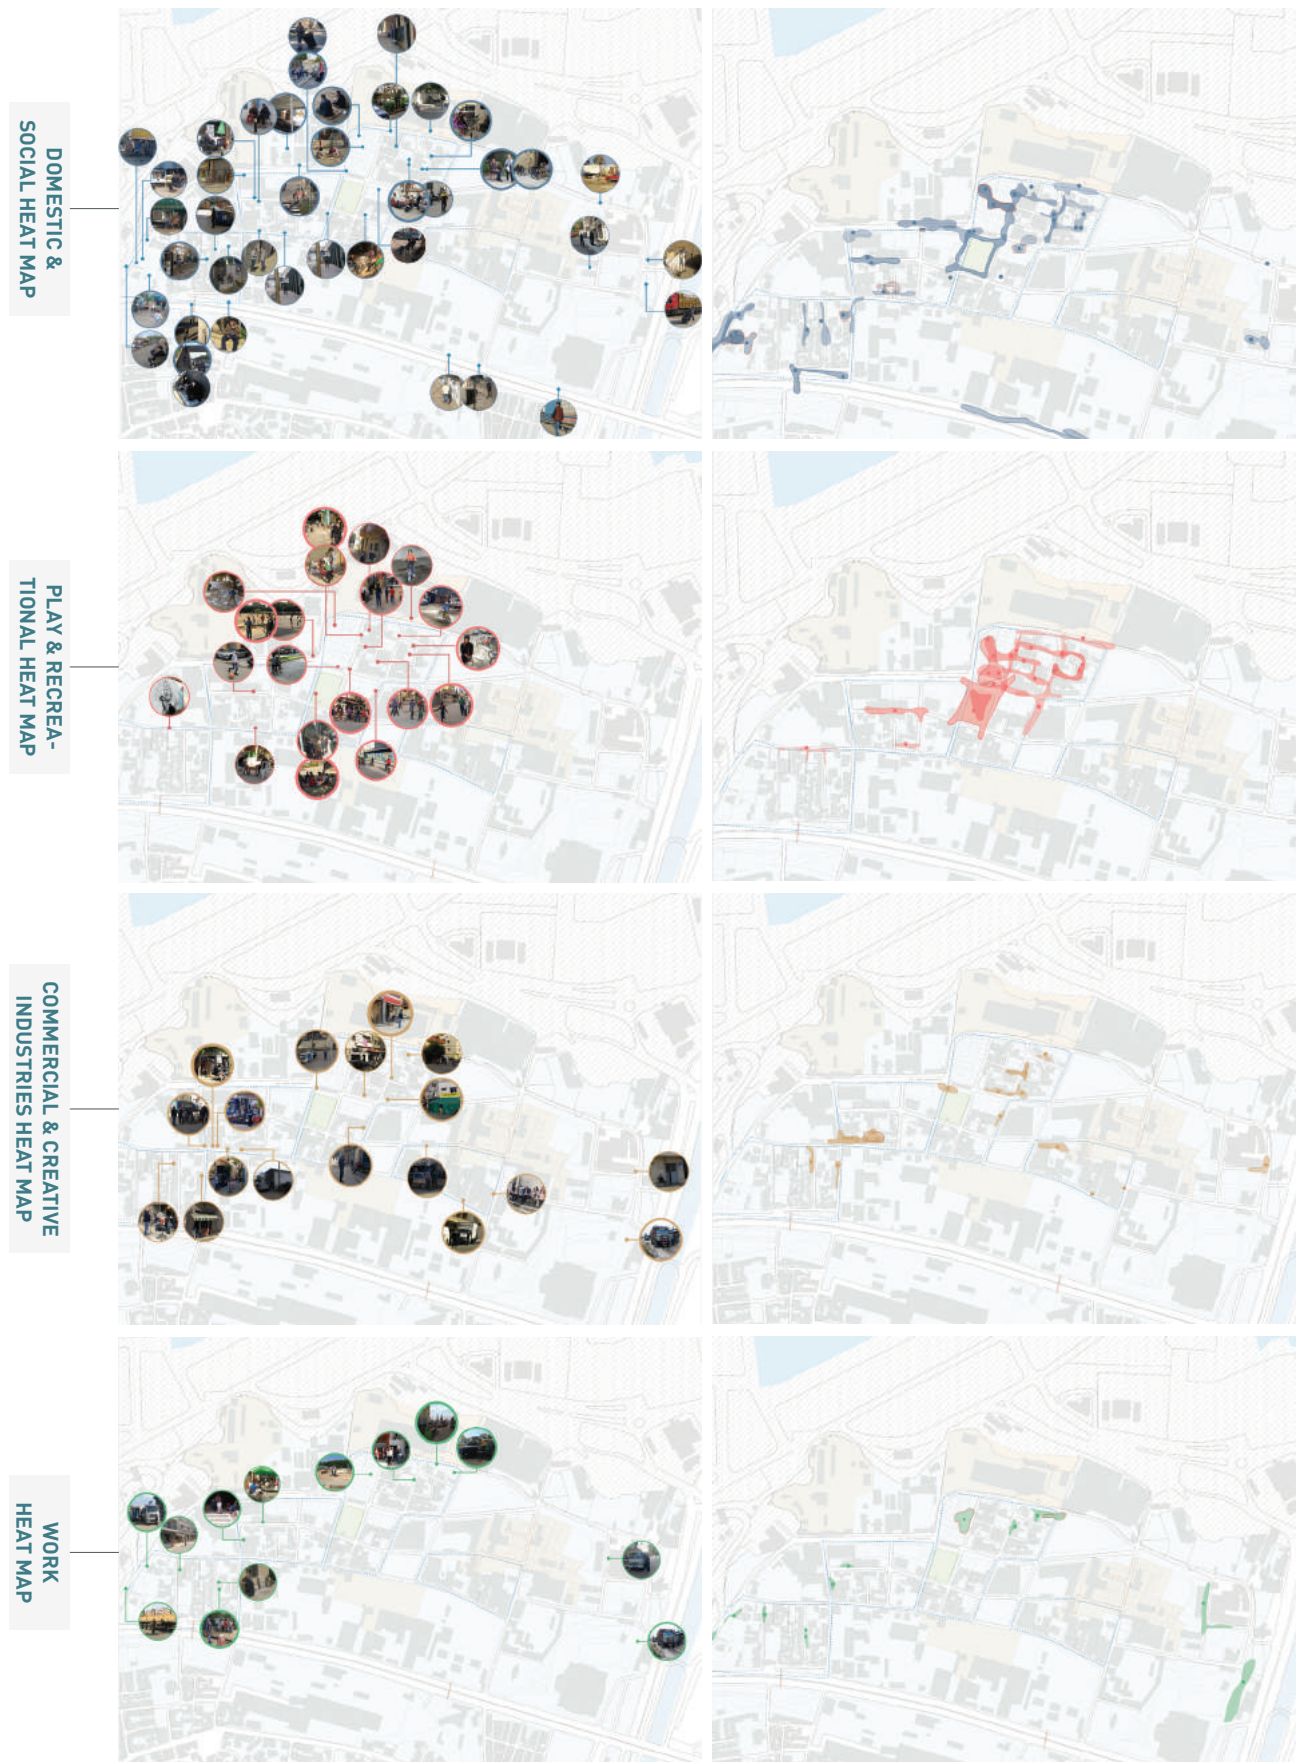 DOMESTIC &
SOCIAL HEAT MAP
PLAY & RECREA-
TIONAL HEAT MAP
COMMERCIAL & CREATIVE
INDUSTRIES HEAT MAP
WORK
HEAT MAP